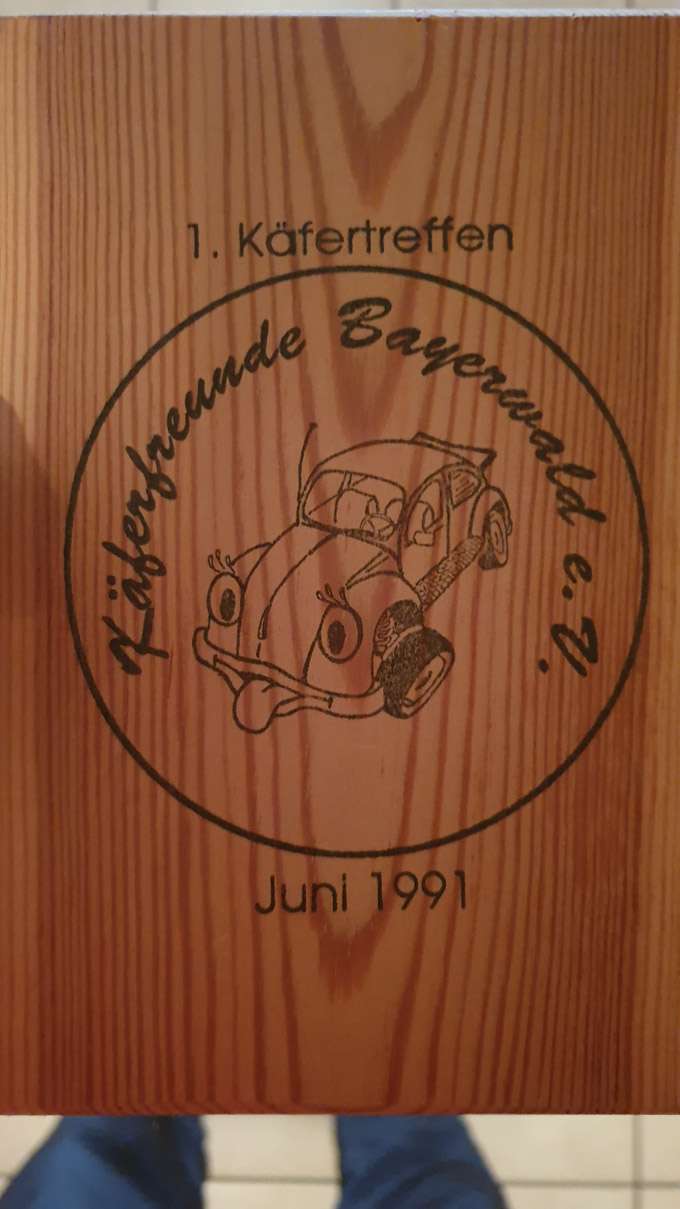 1. Käfertreffen
Käferfreunde Bayerwald e.V.
Juni 1991